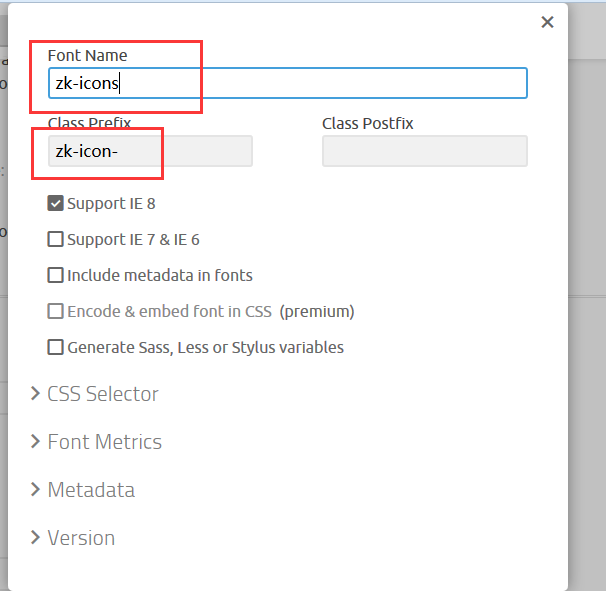 Font Name
zk-icons
Class Prefix Class Postfix
zk-icon-
Support IE 8
Support IE 7 & IE 6
Include metadata in fonts
Encode & embed font in CSS (premium)
Generate Sass, Less or Stylus variables
CSS Selector
Font Metrics
Metadata
Version